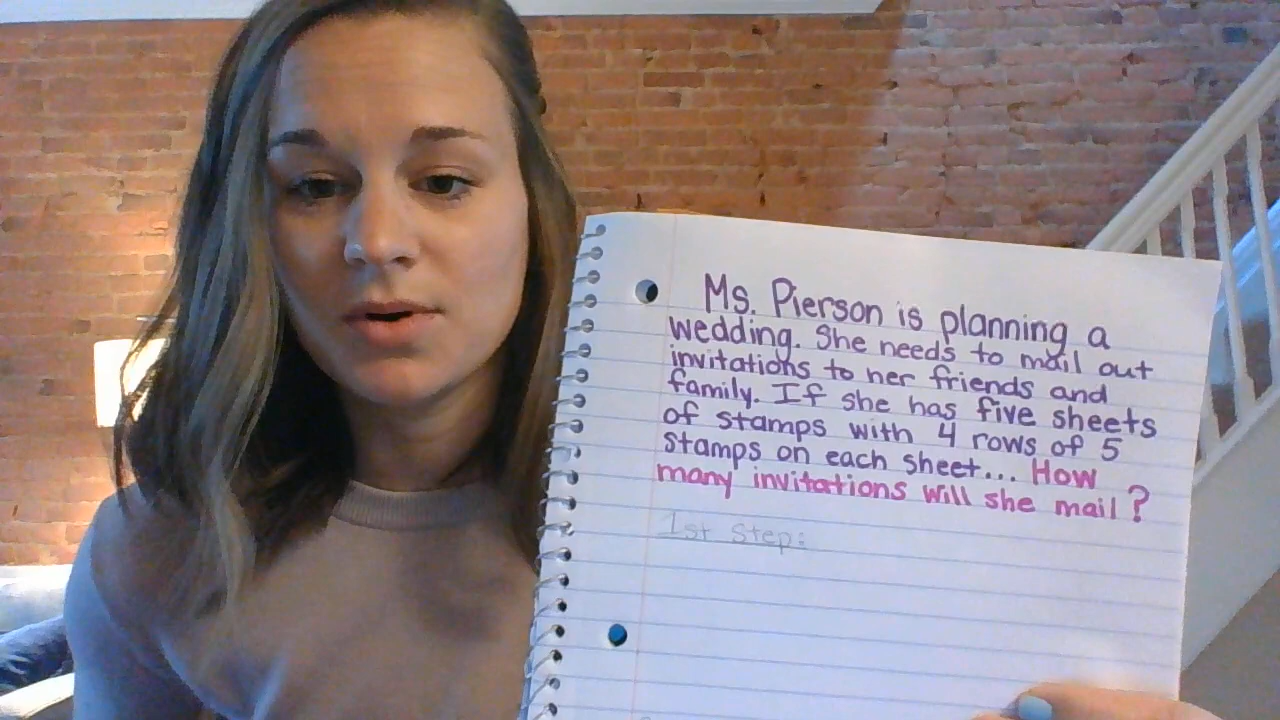 Ms. Pierson is planning a
wedding. She needs to mail out
invitations to her friends and
family. If she has five sheets
of stamps with 4 rows of 5
stamps on each sheet... How
many invitations will she mail?
1st Step: